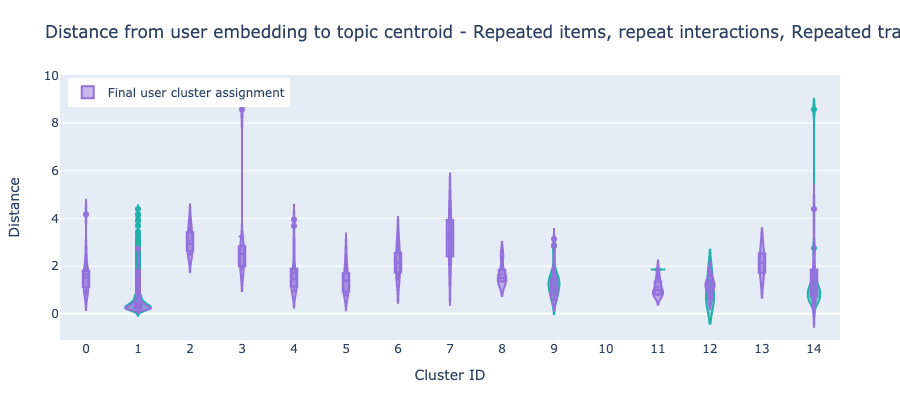 Distance from user embedding to topic centroid - Repeated items, repeat interactions, Repeated tra
Final user cluster assignment
10
8
6
4
2
0
Distance
0 1 2 3 4 5 6 7 8 9 10 11 12 13 14
Cluster ID